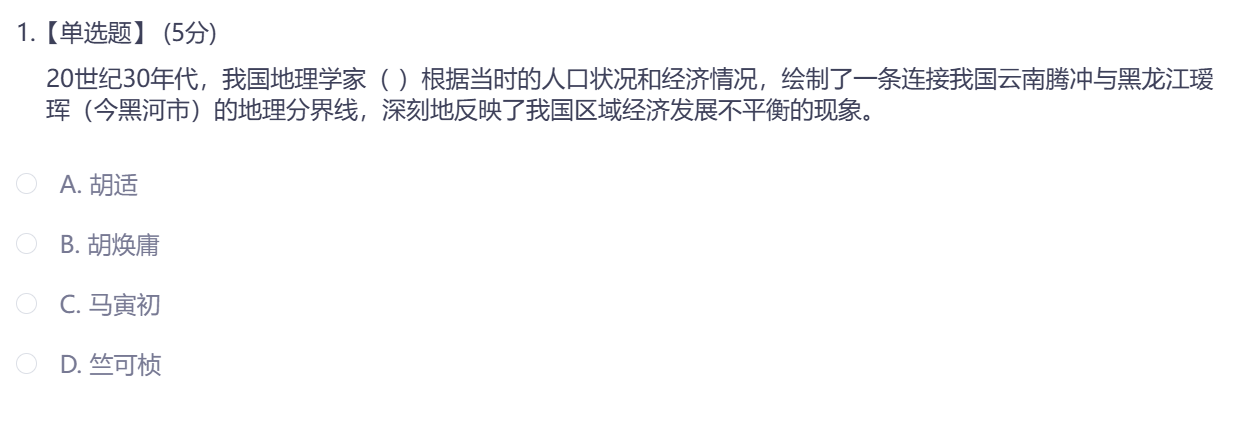 1.【单选题】 (5分)
20世纪30年代，我国地理学家（ ）根据当时的人口状况和经济情况，绘制了一条连接我国云南腾冲与黑龙江瑷
珲（今黑河市）的地理分界线，深刻地反映了我国区域经济发展不平衡的现象。
A. 胡适
B. 胡焕庸
C. 马寅初
D. 竺可桢